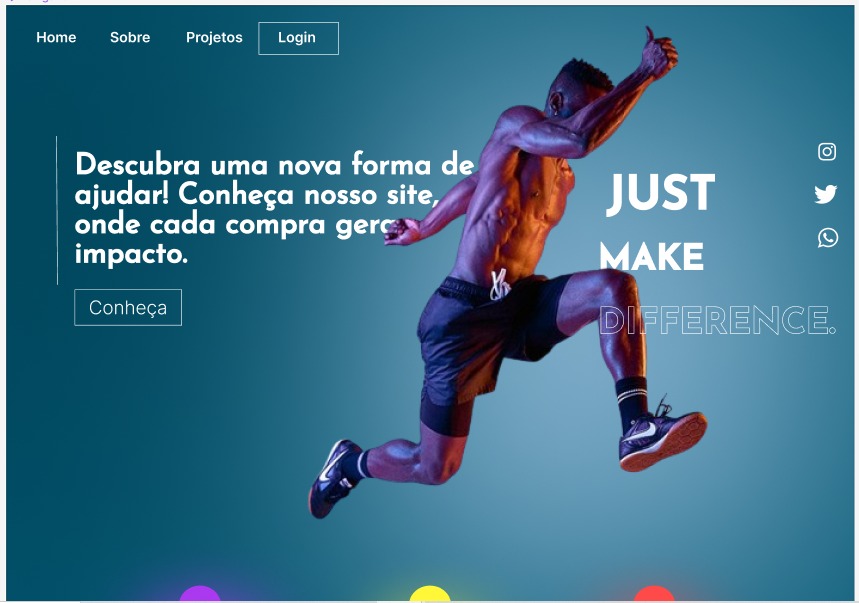 Home
Sobre
Projetos
Login
Descubra uma nova forma de
ajudar! Conheça nosso site,
onde cada compra gera
impacto.
Conheça
JUST
MAKE
DIFFERENCE.